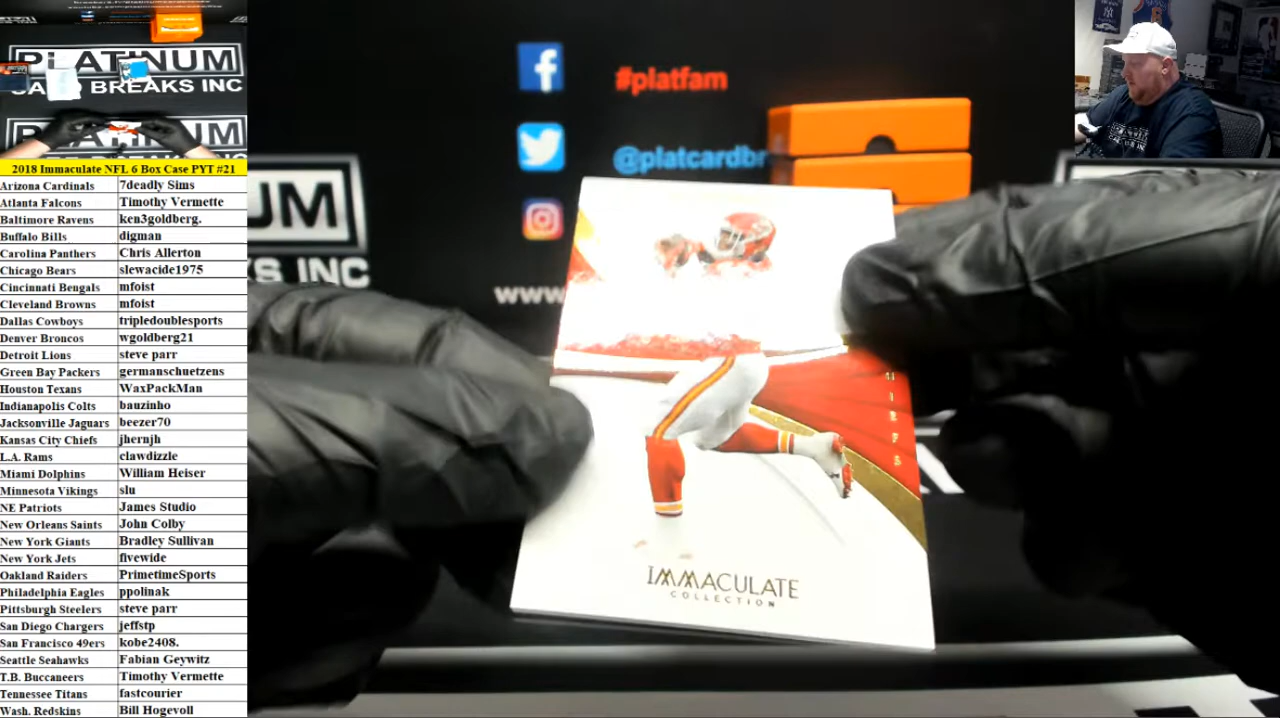 PLATINUM
CARD BREAKS INC
PLATINUM
2018 Immaculate NFL 6 Box Case PYT #21
Arizona Cardinals 7deadly Sims
Atlanta Falcons Timothy Vermette
Baltimore Ravens ken3goldberg.
Buffalo Bills digman
Carolina Panthers Chris Allerton
Chicago Bears slewacide1975
Cincinnati Bengals mfoist
Cleveland Browns mfoist
Dallas Cowboys tripledoublesports
Denver Broncos wgoldberg21
Detroit Lions steve parr
Green Bay Packers germanschuetzens
Houston Texans WaxPackMan
Indianapolis Colts bauzinho
Jacksonville Jaguars beezer70
Kansas City Chiefs jhernjh
L.A. Rams clawdizzle
Miami Dolphins William Heiser
Minnesota Vikings slu
NE Patriots James Studio
New Orleans Saints John Colby
New York Giants Bradley Sullivan
New York Jets fivewide
Oakland Raiders PrimetimeSports
Philadelphia Eagles ppolinak
Pittsburgh Steelers steve parr
San Diego Chargers jeffstp
San Francisco 49ers kobe2408.
Seattle Seahawks Fabian Geywitz
T.B. Buccaneers Timothy Vermette
Tennessee Titans fastcourier
Wash. Redskins Bill Hogevoll
f
#platfam
@platcardbr
UM
KS INC
www
IMMACULATE
COLLECTION